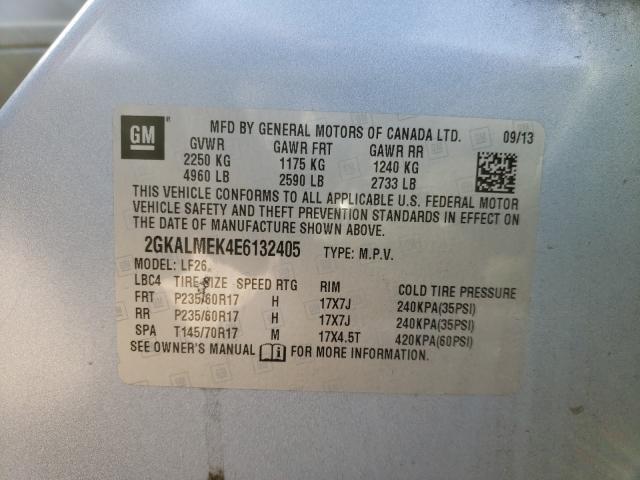 GM MFD BY GENERAL MOTORS OF CANADA LTD. 09/13
GVWR GAWR FRT GAWR RR
2250 KG 1175 KG 1240 KG
4960 LB 2590 LB 2733 LB
THIS VEHICLE CONFORMS TO ALL APPLICABLE U.S. FEDERAL MOTOR
VEHICLE SAFETY AND THEFT PREVENTION STANDARDS IN EFFECT ON
THE DATE OF MANUFACTURE SHOWN ABOVE.
2GKALMEK4E6132405 TYPE: M.P.V.
MODEL: LF26
LBC4 TIRE SIZE SPEED RTG RIM COLD TIRE PRESSURE
FRT P235/60R17 H 17X7J 240KPA(35PSI)
RR P235/60R17 H 17X7J 240KPA(35PSI)
SPA T145/70R17 M 17X4.5T 420KPA(60PSI)
SEE OWNER'S MANUAL FOR MORE INFORMATION.